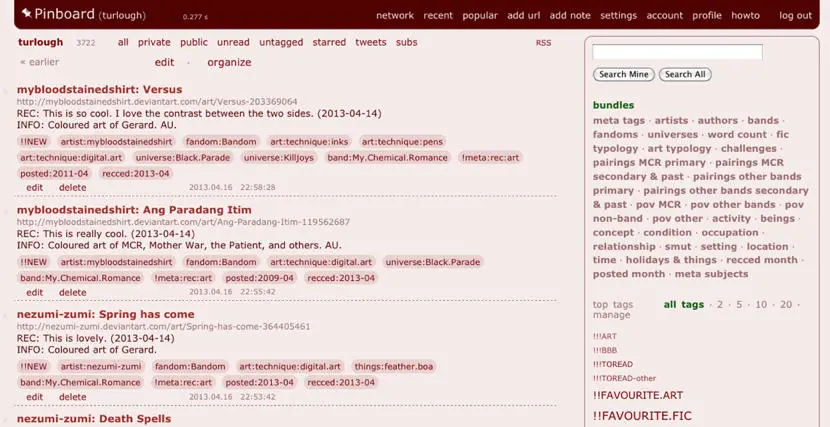 Pinboard (turlough) 0.277 s network recent popular add url add note settings account profile howto log out
turlough 3722 all private public unread untagged starred tweets subs RSS
« earlier edit · organize
mybloodstainedshirt: Versus
http://mybloodstainedshirt.deviantart.com/art/Versus-203369064
REC: This is so cool. I love the contrast between the two sides. (2013-04-14)
INFO: Coloured art of Gerard. AU.
!!NEW artist:mybloodstainedshirt fandom:Bandom art:technique:inks art:technique:pens
art:technique:digital.art universe:Black.Parade universe:Killjoys band:My.Chemical.Romance !meta:rec:art
posted:2011-04 recced:2013-04
edit delete 2013.04.16 22:58:28
mybloodstainedshirt: Ang Paradang Itim
http://mybloodstainedshirt.deviantart.com/art/Ang-Paradang-Itim-119562687
REC: This is really cool. (2013-04-14)
INFO: Coloured art of MCR, Mother War, the Patient, and others. AU.
!!NEW artist:mybloodstainedshirt fandom:Bandom art:technique:digital.art universe:Black.Parade
band:My.Chemical.Romance !meta:rec:art posted:2009-04 recced:2013-04
edit delete 2013.04.16 22:55:42
nezumi-zumi: Spring has come
http://nezumi-zumi.deviantart.com/art/Spring-has-come-364405461
REC: This is lovely. (2013-04-14)
INFO: Coloured art of Gerard.
!!NEW artist:nezumi-zumi fandom:Bandom art:technique:digital.art things:feather.boa
band:My.Chemical.Romance !meta:rec:art posted:2013-04 recced:2013-04
edit delete 2013.04.16 22:53:42
nezumi-zumi: Death Spells
Search Mine Search All
bundles
meta tags · artists · authors · bands ·
fandoms · universes · word count · fic
typology · art typology · challenges ·
pairings MCR primary · pairings MCR
secondary & past · pairings other bands
primary · pairings other bands secondary
& past · pov MCR · pov other bands · pov
non-band · pov other · activity · beings ·
concept · condition · occupation ·
relationship · smut · setting · location ·
time · holidays & things · recced month ·
posted month · meta subjects
top tags all tags · 2 · 5 · 10 · 20 ·
manage
!!!ART
!!!BBB
!!!TOREAD
!!!TOREAD-other
!!FAVOURITE.ART
!!FAVOURITE.FIC